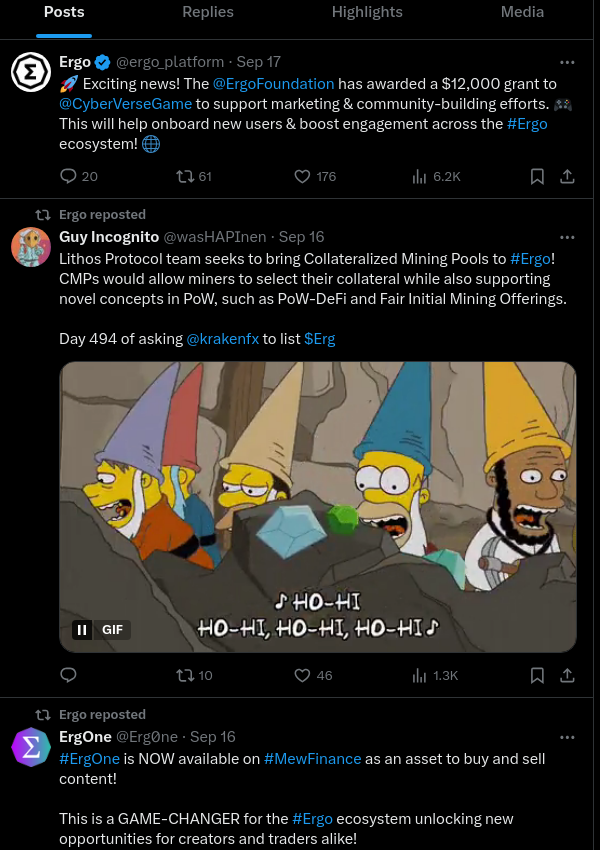 Posts Replies Highlights Media
Ergo @ergo_platform · Sep 17
🚀 Exciting news! The @ErgoFoundation has awarded a $12,000 grant to
@CyberVerseGame to support marketing & community-building efforts. 🎮
This will help onboard new users & boost engagement across the #Ergo
ecosystem! 🌐
20 61 176 6.2K
Ergo reposted
Guy Incognito @wasHAPInen · Sep 16
Lithos Protocol team seeks to bring Collateralized Mining Pools to #Ergo!
CMPs would allow miners to select their collateral while also supporting
novel concepts in PoW, such as PoW-DeFi and Fair Initial Mining Offerings.
Day 494 of asking @krakenfx to list $Erg
♪ HO-HI
HO-HI, HO-HI, HO-HI ♪
GIF
10 46 1.3K
Ergo reposted
ErgOne @Erg0ne · Sep 16
#ErgOne is NOW available on #MewFinance as an asset to buy and sell
content!
This is a GAME-CHANGER for the #Ergo ecosystem unlocking new
opportunities for creators and traders alike!